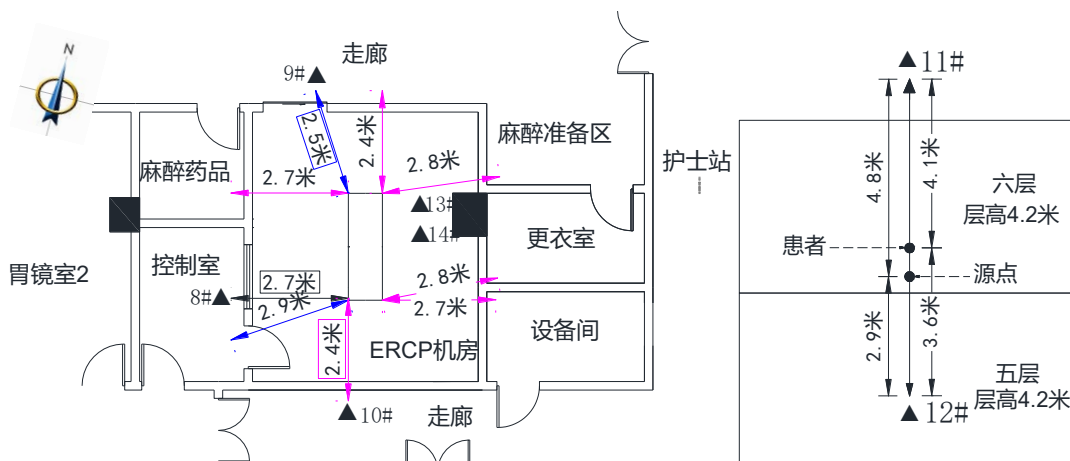 N
走廊
9#
2.5米
2.4米
麻醉药品
2.7米
2.8米
麻醉准备区
护士站
13#
14#
更衣室
胃镜室2
控制室
8#
2.7米
2.9米
2.8米
2.7米
设备间
ERCP机房
2.4米
10#
走廊
11#
4.8米
4.1米
六层
层高4.2米
患者
源点
2.9米
3.6米
五层
层高4.2米
12#